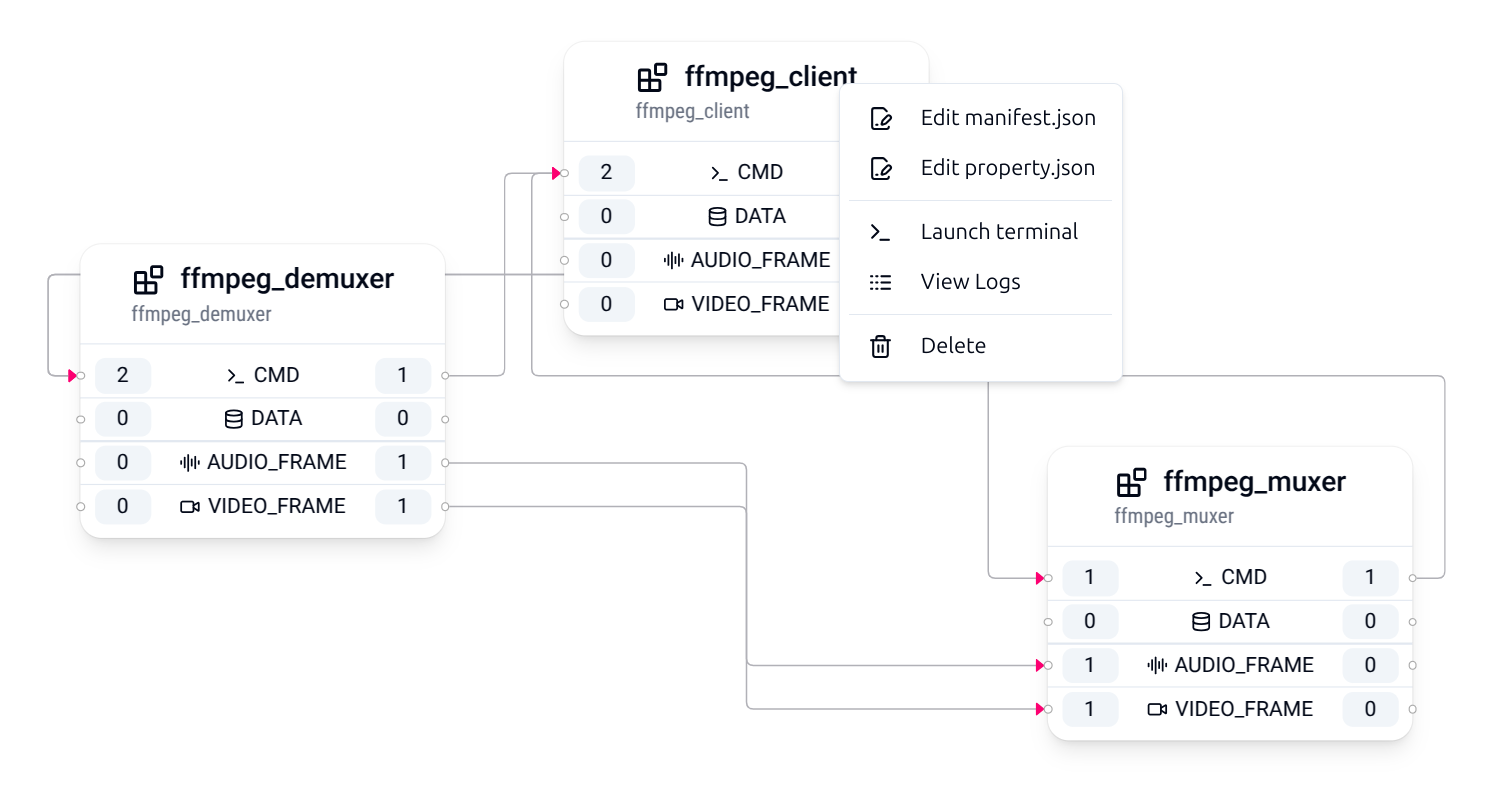 ffmpeg_client
ffmpeg_client
2 CMD
0 DATA
0 AUDIO_FRAME
0 VIDEO_FRAME
Edit manifest.json
Edit property.json
Launch terminal
View Logs
Delete
ffmpeg_demuxer
ffmpeg_demuxer
2 CMD 1
0 DATA 0
0 AUDIO_FRAME 1
0 VIDEO_FRAME 1
ffmpeg_muxer
ffmpeg_muxer
1 CMD 1
0 DATA 0
1 AUDIO_FRAME 0
1 VIDEO_FRAME 0